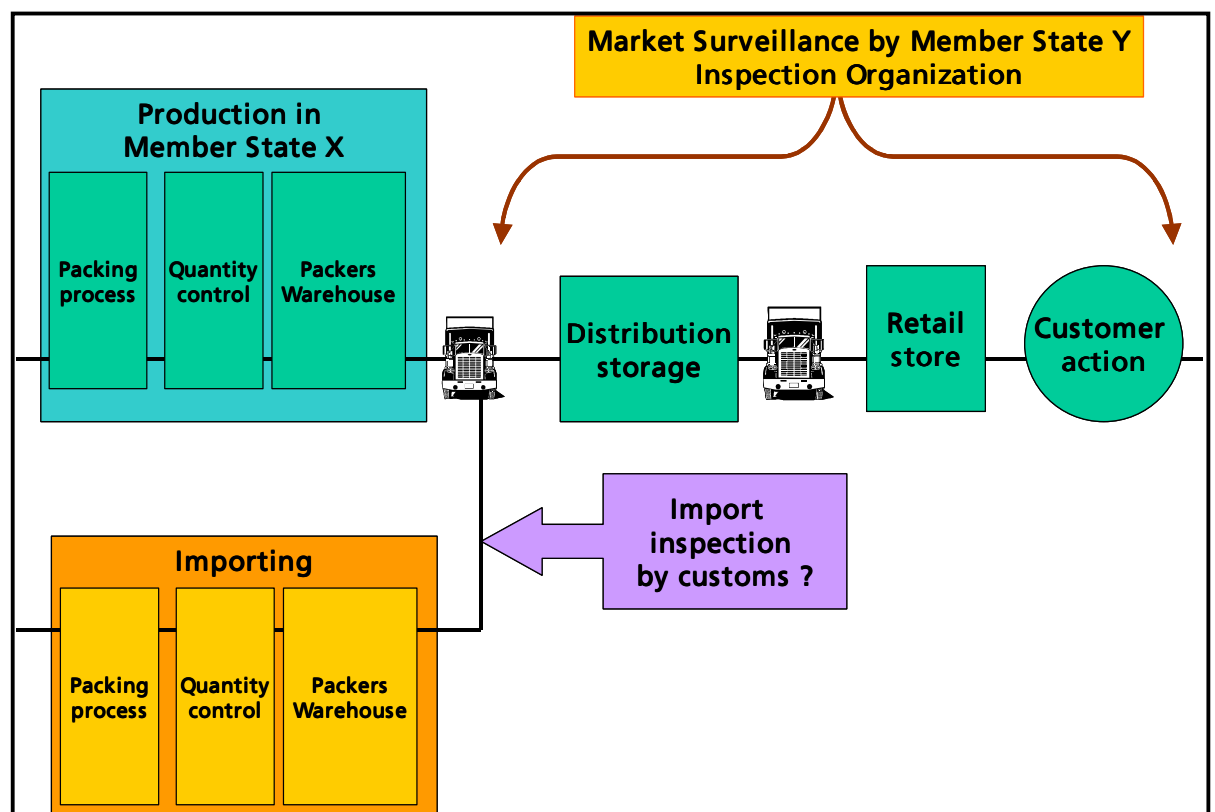 Market Surveillance by Member State Y
Inspection Organization
Production in
Member State X
Packing
process
Quantity
control
Packers
Warehouse
Distribution
storage
Retail
store
Customer
action
Import
inspection
by customs ?
Importing
Packing
process
Quantity
control
Packers
Warehouse